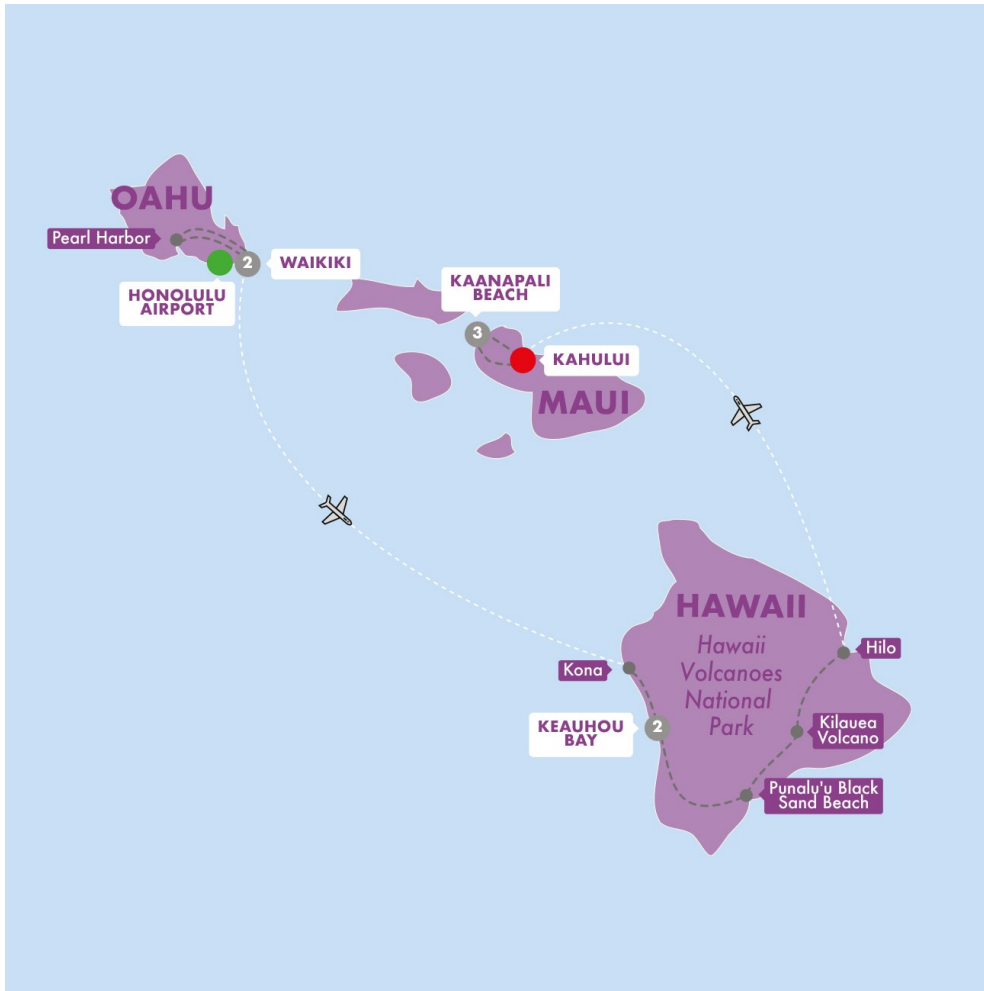 OAHU
Pearl Harbor
2
WAIKIKI
HONOLULU
AIRPORT
KAANAPALI
BEACH
3
KAHULUI
MAUI
HAWAII
Hawaii
Volcanoes
National
Park
Kona
Hilo
KEAUHOU
BAY
2
Kilauea
Volcano
Punalu'u Black
Sand Beach